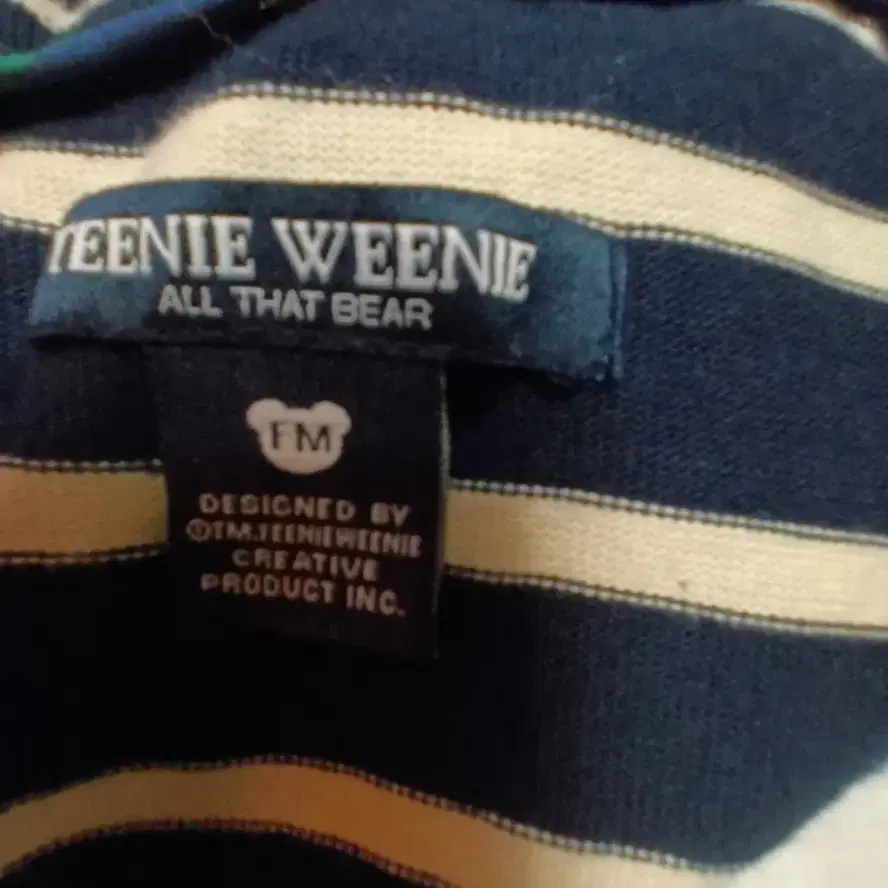 TEENIE WEENIE
ALL THAT BEAR
FM
DESIGNED BY
©TM.TEENIEWEENIE
CREATIVE
PRODUCT INC.